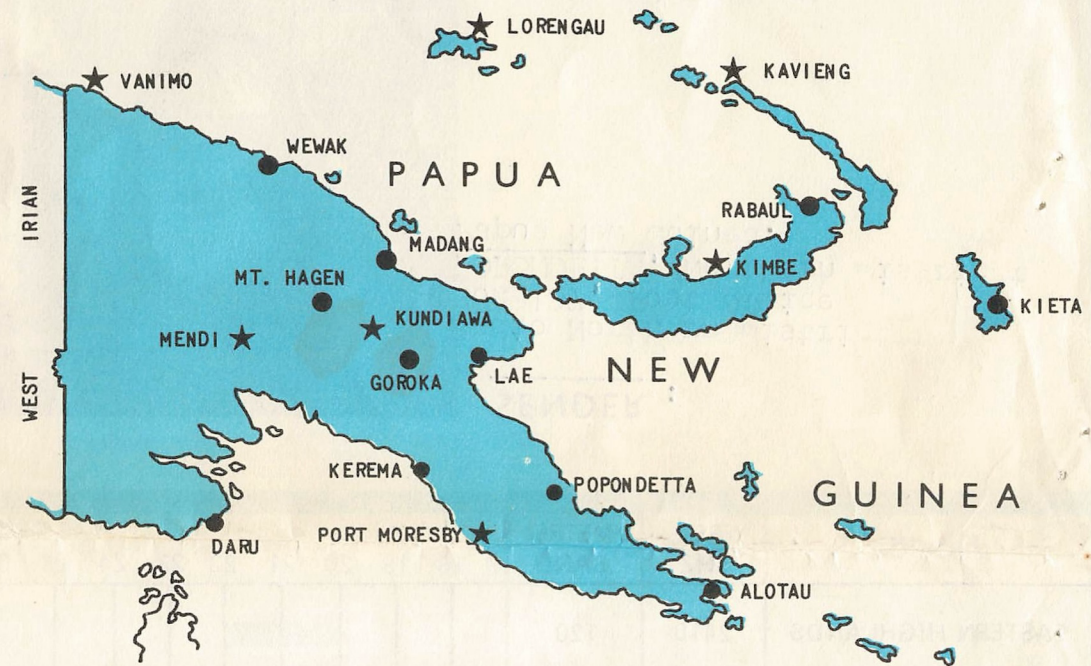 LORENGAU
KAVIENG
VANIMO
WEWAK
PAPUA
RABAUL
MADANG
KIMBE
MT. HAGEN
KIETA
KUNDIAWA
MENDI
GOROKA
LAE
NEW
WEST IRIAN
KEREMA
POPONDETTA
GUINEA
PORT MORESBY
DARU
ALOTAU